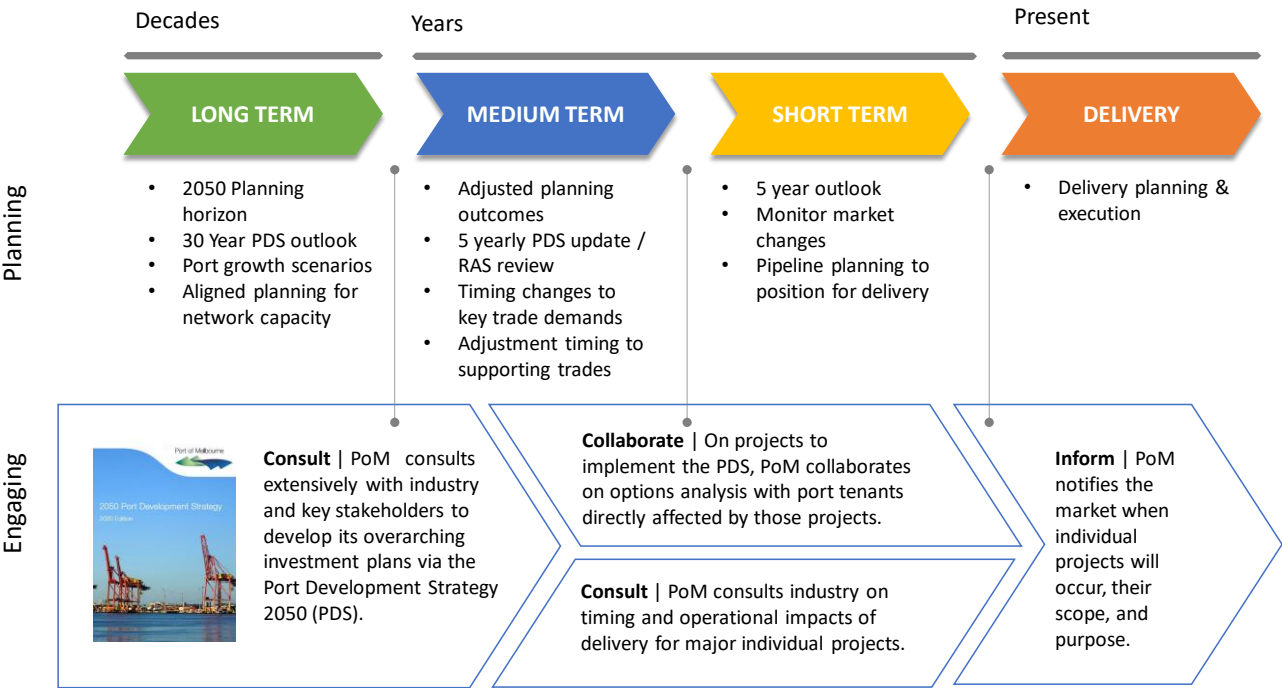 Decades
Years
Present
LONG TERM
MEDIUM TERM
SHORT TERM
DELIVERY
Planning
• 2050 Planning
horizon
• 30 Year PDS outlook
• Port growth scenarios
• Aligned planning for
network capacity
• Adjusted planning
outcomes
• 5 yearly PDS update /
RAS review
• Timing changes to
key trade demands
• Adjustment timing to
supporting trades
• 5 year outlook
• Monitor market
changes
• Pipeline planning to
position for delivery
• Delivery planning &
execution
Engaging
Port of Melbourne
2050 Port Development Strategy
2020 Edition
Consult | PoM consults
extensively with industry
and key stakeholders to
develop its overarching
investment plans via the
Port Development Strategy
2050 (PDS).
Collaborate | On projects to
implement the PDS, PoM collaborates
on options analysis with port tenants
directly affected by those projects.
Consult | PoM consults industry on
timing and operational impacts of
delivery for major individual projects.
Inform | PoM
notifies the
market when
individual
projects will
occur, their
scope, and
purpose.